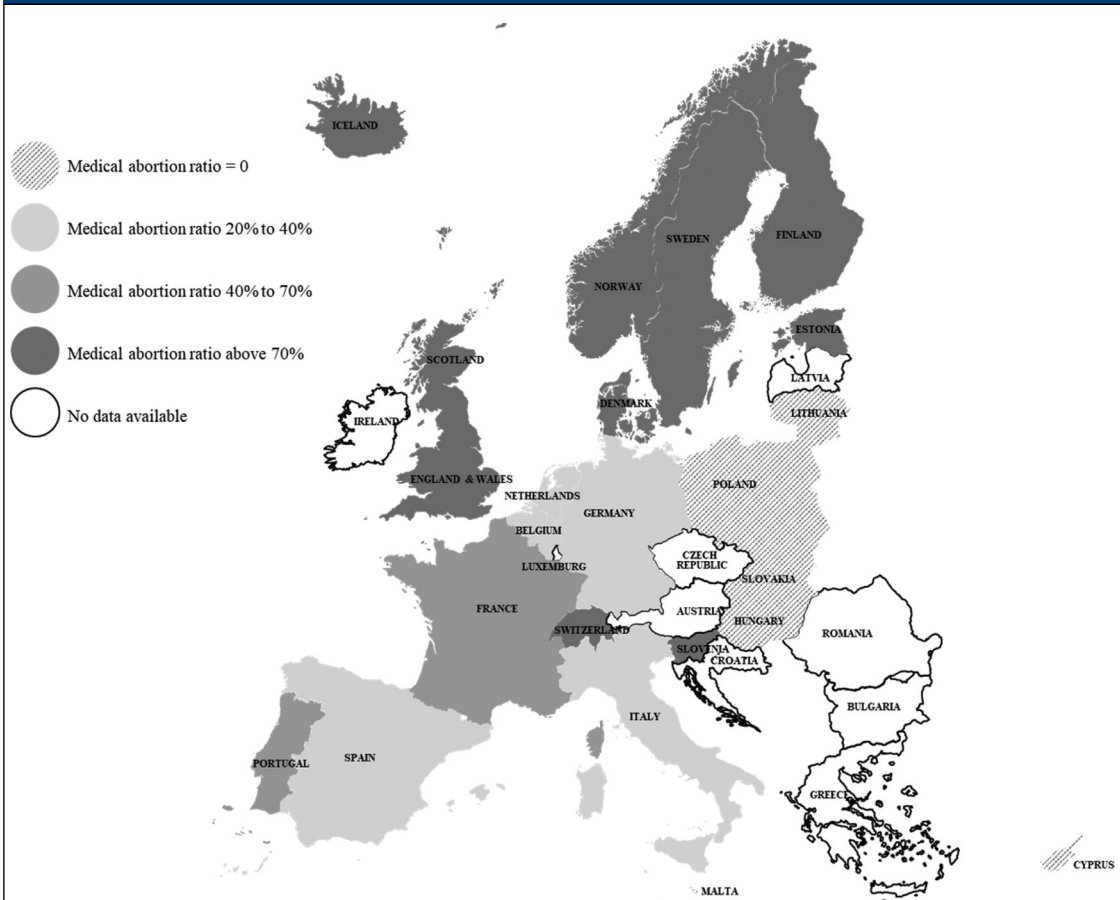 ICELAND
Medical abortion ratio = 0
Medical abortion ratio 20% to 40%
Medical abortion ratio 40% to 70%
Medical abortion ratio above 70%
No data available
SWEDEN
FINLAND
NORWAY
ESTONIA
SCOTLAND
LATVIA
DENMARK
LITHUANIA
IRELAND
ENGLAND & WALES
POLAND
NETHERLANDS
GERMANY
BELGIUM
CZECH
REPUBLIC
LUXEMBURG
SLOVAKIA
FRANCE
AUSTRIA
HUNGARY
SWITZERLAND
ROMANIA
SLOVENIA
CROATIA
BULGARIA
ITALY
SPAIN
PORTUGAL
GREECE
CYPRUS
MALTA